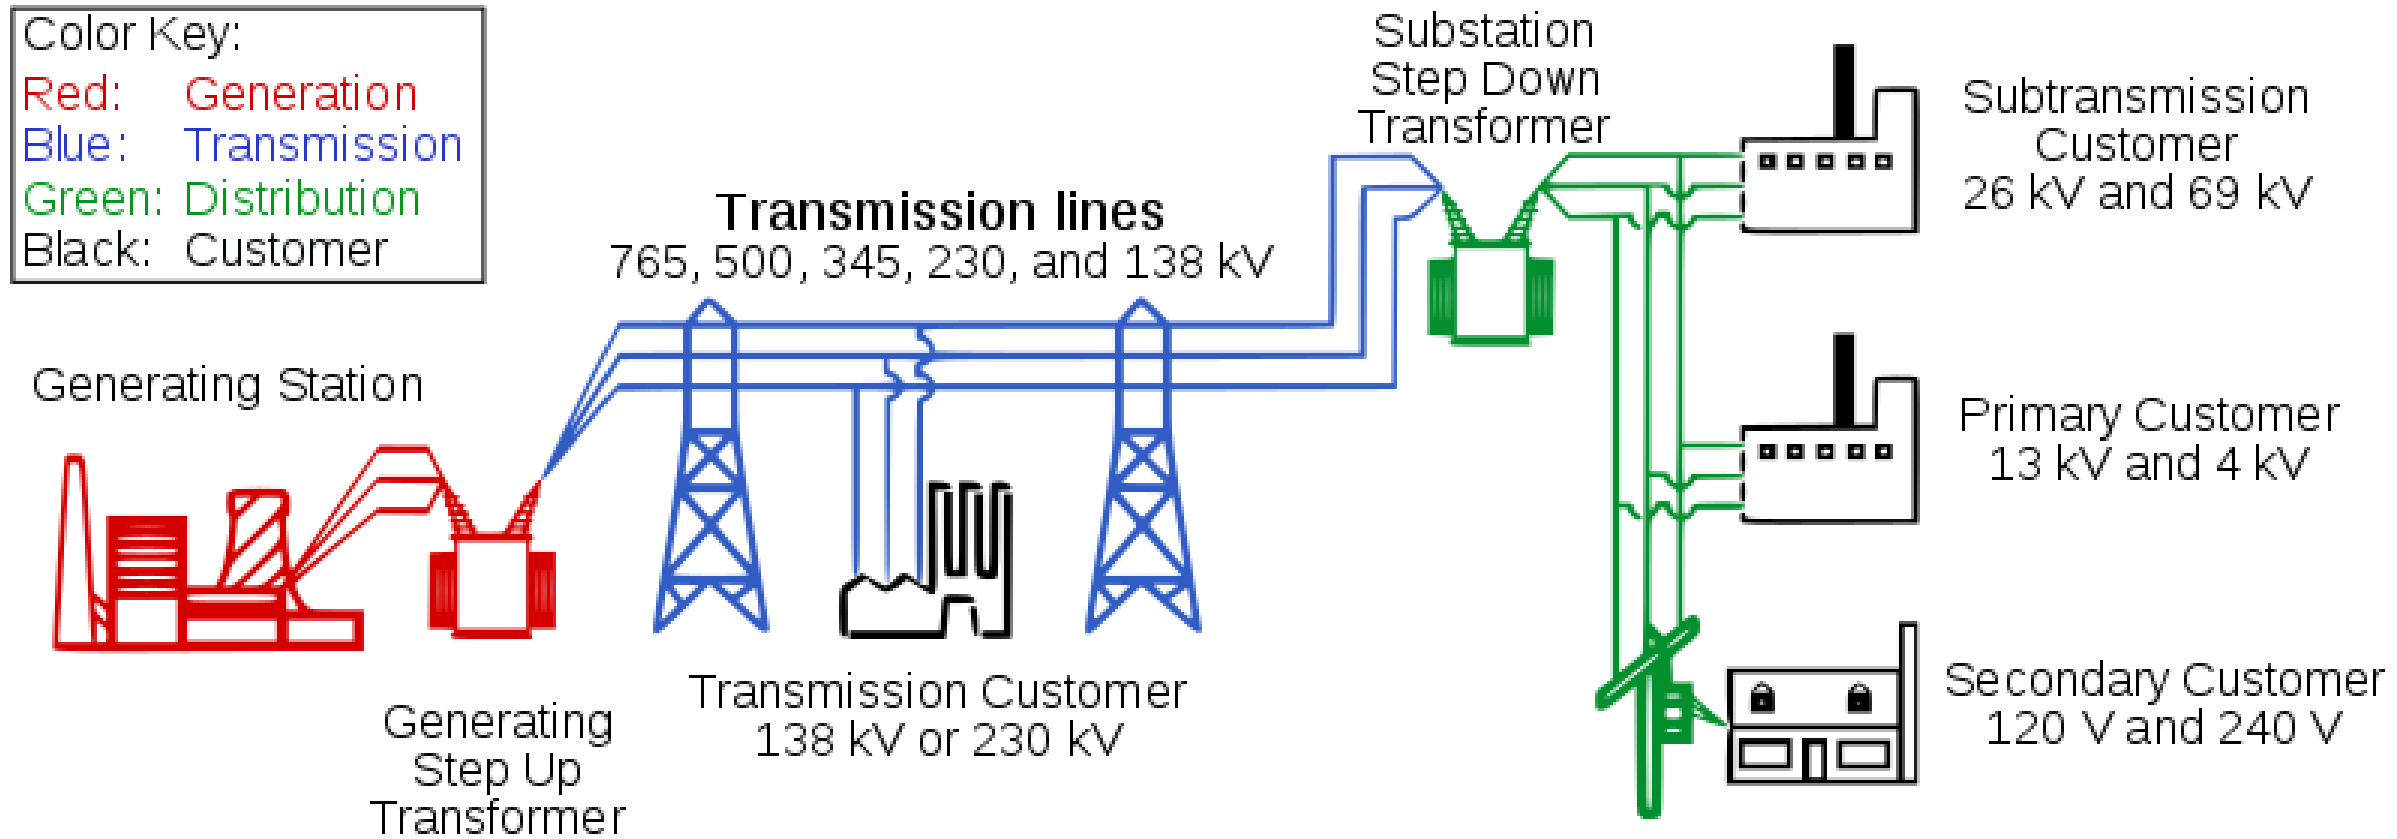 Color Key:
Red: Generation
Blue: Transmission
Green: Distribution
Black: Customer
Generating Station
Generating
Step Up
Transformer
Transmission lines
765, 500, 345, 230, and 138 kV
Transmission Customer
138 kV or 230 kV
Substation
Step Down
Transformer
Subtransmission
Customer
26 kV and 69 kV
Primary Customer
13 kV and 4 kV
Secondary Customer
120 V and 240 V